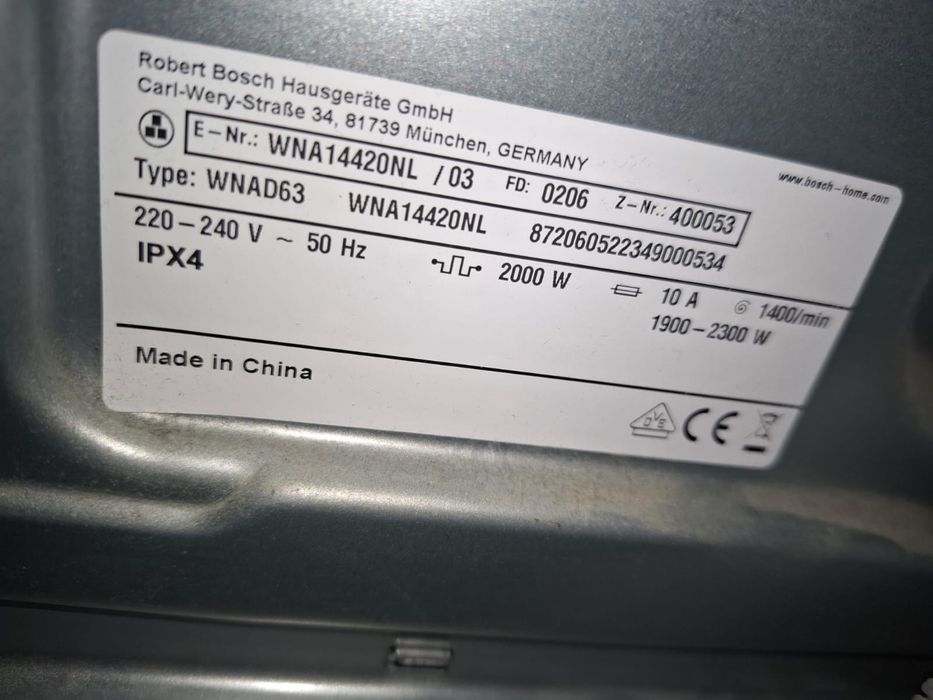 Robert Bosch Hausgeräte GmbH
Carl-Wery-Straße 34, 81739 München, GERMANY
www.bosch-home.com
E-Nr.: WNA14420NL /03 FD: 0206 Z-Nr.: 400053
Type: WNAD63 WNA14420NL 872060522349000534
220-240 V ~ 50 Hz 2000 W 10 A 1400/min
IPX4 1900-2300 W
Made in China
DVE CE